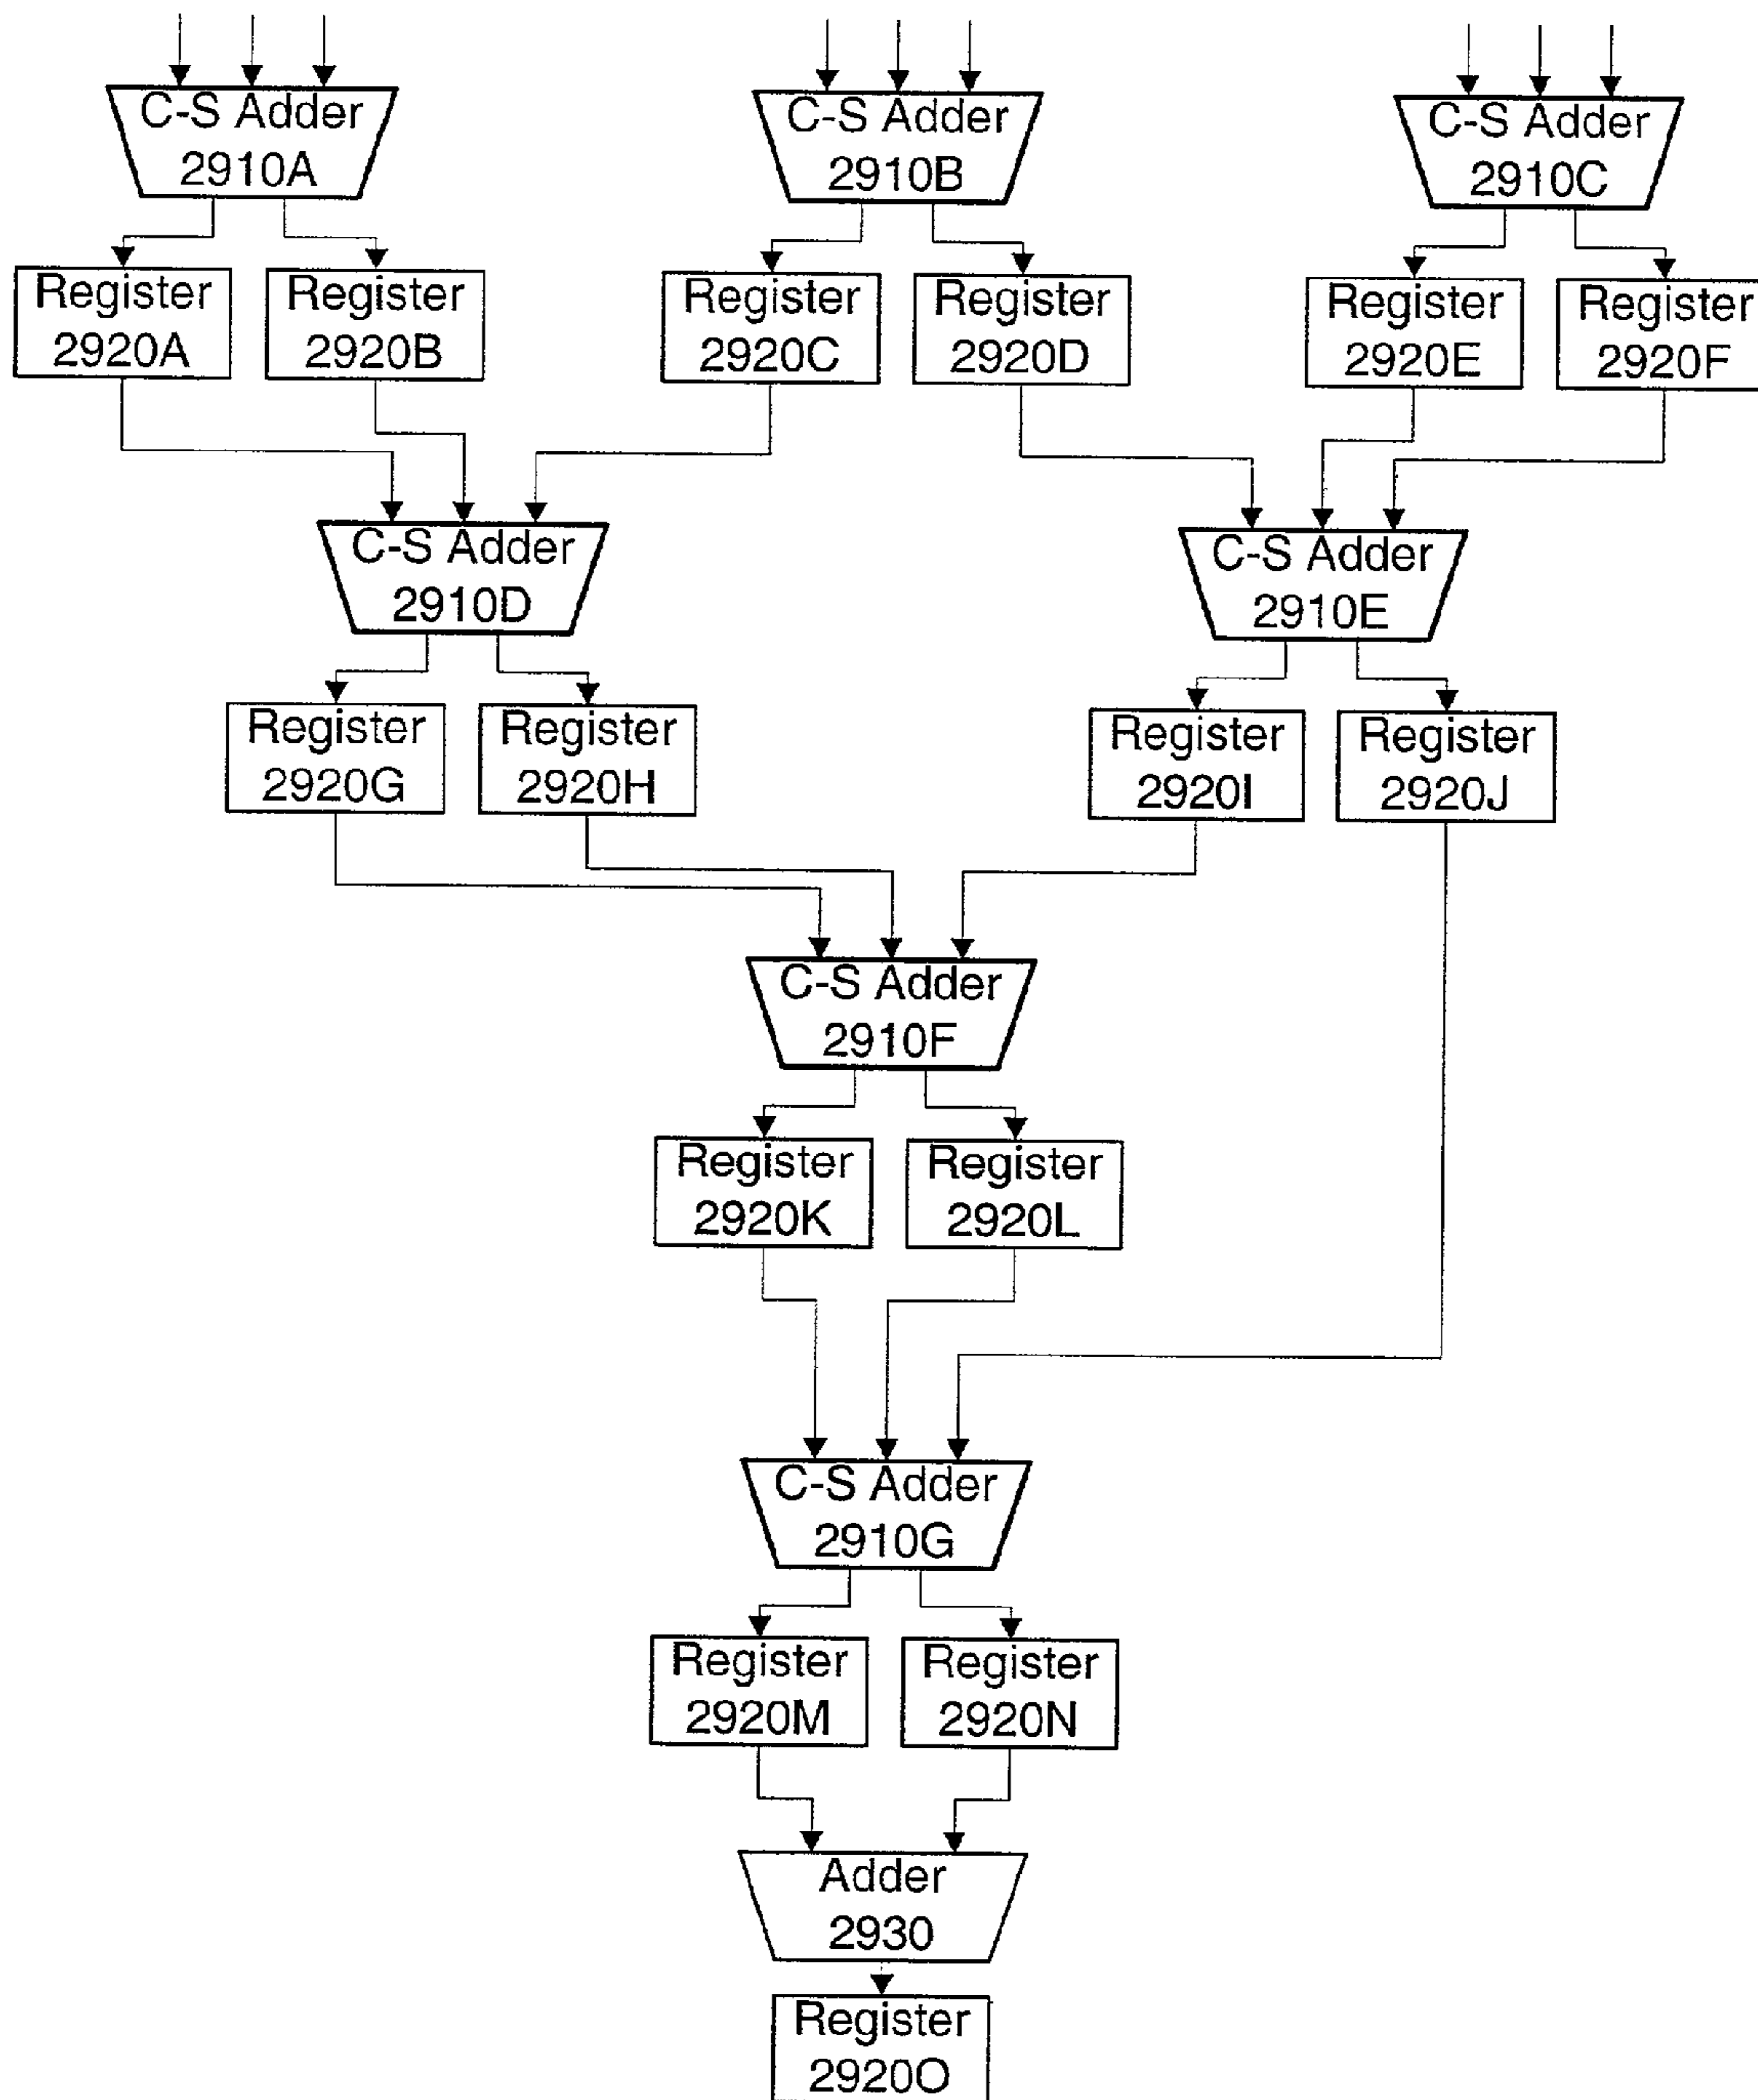 C-S Adder
2910A
C-S Adder
2910B
C-S Adder
2910C
Register
2920A
Register
2920B
Register
2920C
Register
2920D
Register
2920E
Register
2920F
C-S Adder
2910D
C-S Adder
2910E
Register
2920G
Register
2920H
Register
2920I
Register
2920J
C-S Adder
2910F
Register
2920K
Register
2920L
C-S Adder
2910G
Register
2920M
Register
2920N
Adder
2930
Register
2920O